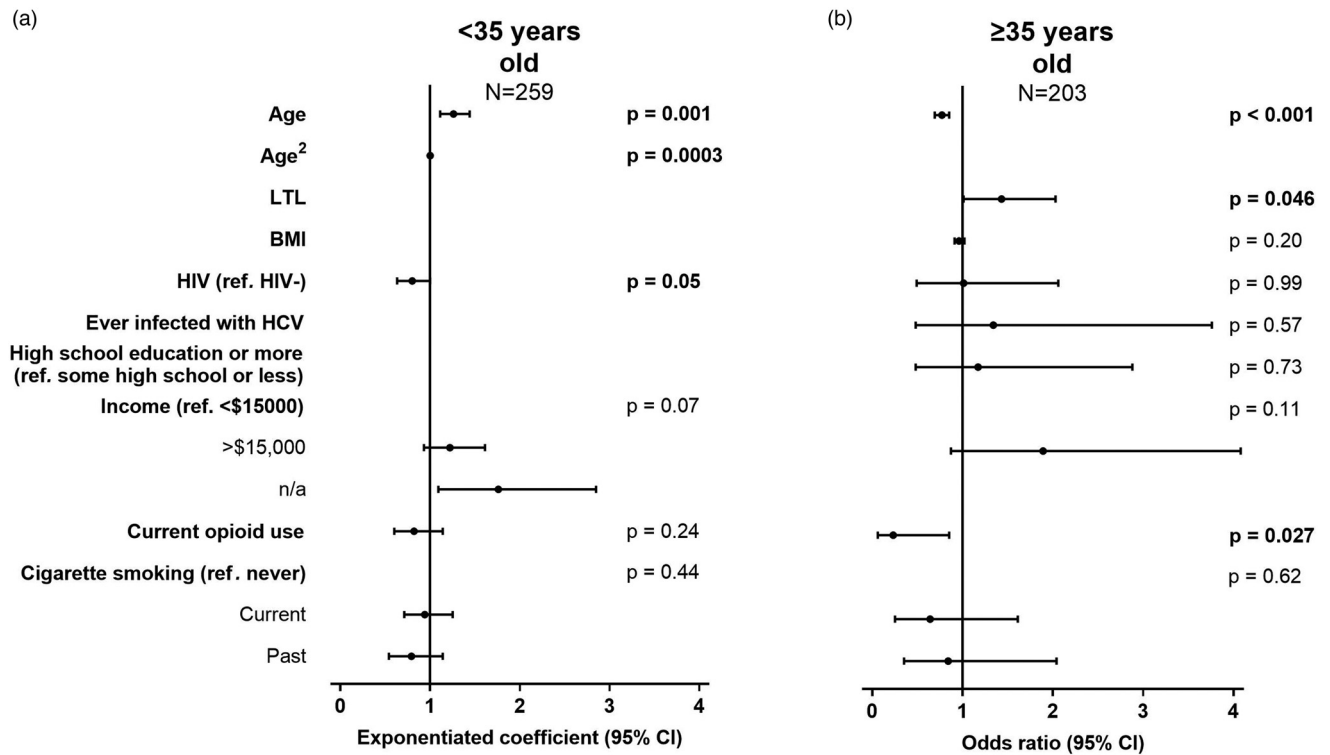 (a)
<35 years
old
N=259
(b)
≥35 years
old
N=203
Age
p = 0.001
p < 0.001
Age²
p = 0.0003
LTL
p = 0.046
BMI
p = 0.20
HIV (ref. HIV-)
p = 0.05
p = 0.99
Ever infected with HCV
p = 0.57
High school education or more
(ref. some high school or less)
p = 0.73
Income (ref. <$15000)
p = 0.07
p = 0.11
>$15,000
n/a
Current opioid use
p = 0.24
p = 0.027
Cigarette smoking (ref. never)
p = 0.44
p = 0.62
Current
Past
0 1 2 3 4
Exponentiated coefficient (95% CI)
0 1 2 3 4
Odds ratio (95% CI)